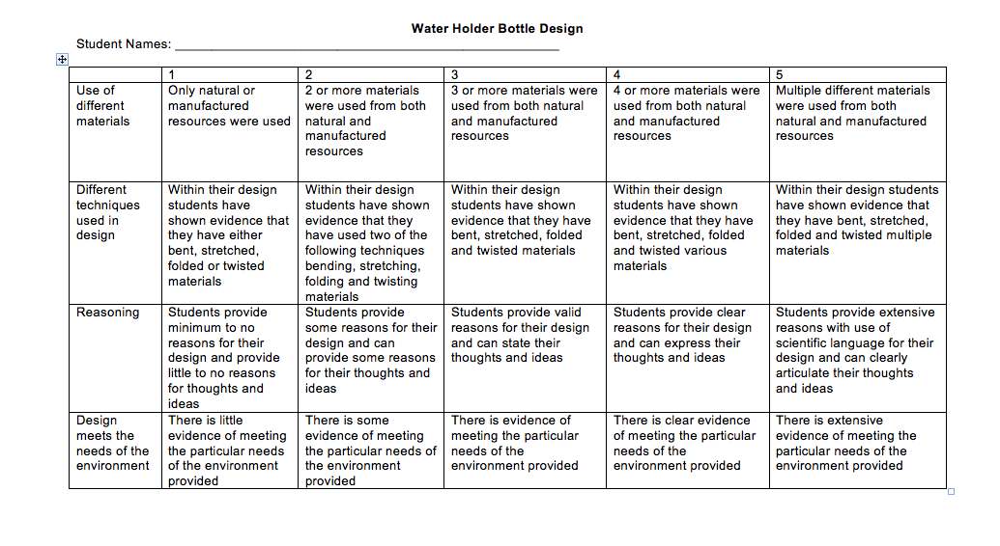 Water Holder Bottle Design
Student Names: ___________________________________________________
1
2
3
4
5
Use of
different
materials
Only natural or
manufactured
resources were used
2 or more materials
were used from both
natural and
manufactured
resources
3 or more materials were
used from both natural
and manufactured
resources
4 or more materials were
used from both natural
and manufactured
resources
Multiple different materials
were used from both
natural and manufactured
resources
Different
techniques
used in
design
Within their design
students have
shown evidence that
they have either
bent, stretched,
folded or twisted
materials
Within their design
students have shown
evidence that they
have used two of the
following techniques
bending, stretching,
folding and twisting
materials
Within their design
students have shown
evidence that they have
bent, stretched, folded
and twisted materials
Within their design
students have shown
evidence that they have
bent, stretched, folded
and twisted various
materials
Within their design students
have shown evidence that
they have bent, stretched,
folded and twisted multiple
materials
Reasoning
Students provide
minimum to no
reasons for their
design and provide
little to no reasons
for thoughts and
ideas
Students provide
some reasons for their
design and can
provide some reasons
for their thoughts and
ideas
Students provide valid
reasons for their design
and can state their
thoughts and ideas
Students provide clear
reasons for their design
and can express their
thoughts and ideas
Students provide extensive
reasons with use of
scientific language for their
design and can clearly
articulate their thoughts
and ideas
Design
meets the
needs of the
environment
There is little
evidence of meeting
the particular needs
of the environment
provided
There is some
evidence of meeting
the particular needs of
the environment
provided
There is evidence of
meeting the particular
needs of the
environment provided
There is clear evidence
of meeting the particular
needs of the
environment provided
There is extensive
evidence of meeting the
particular needs of the
environment provided